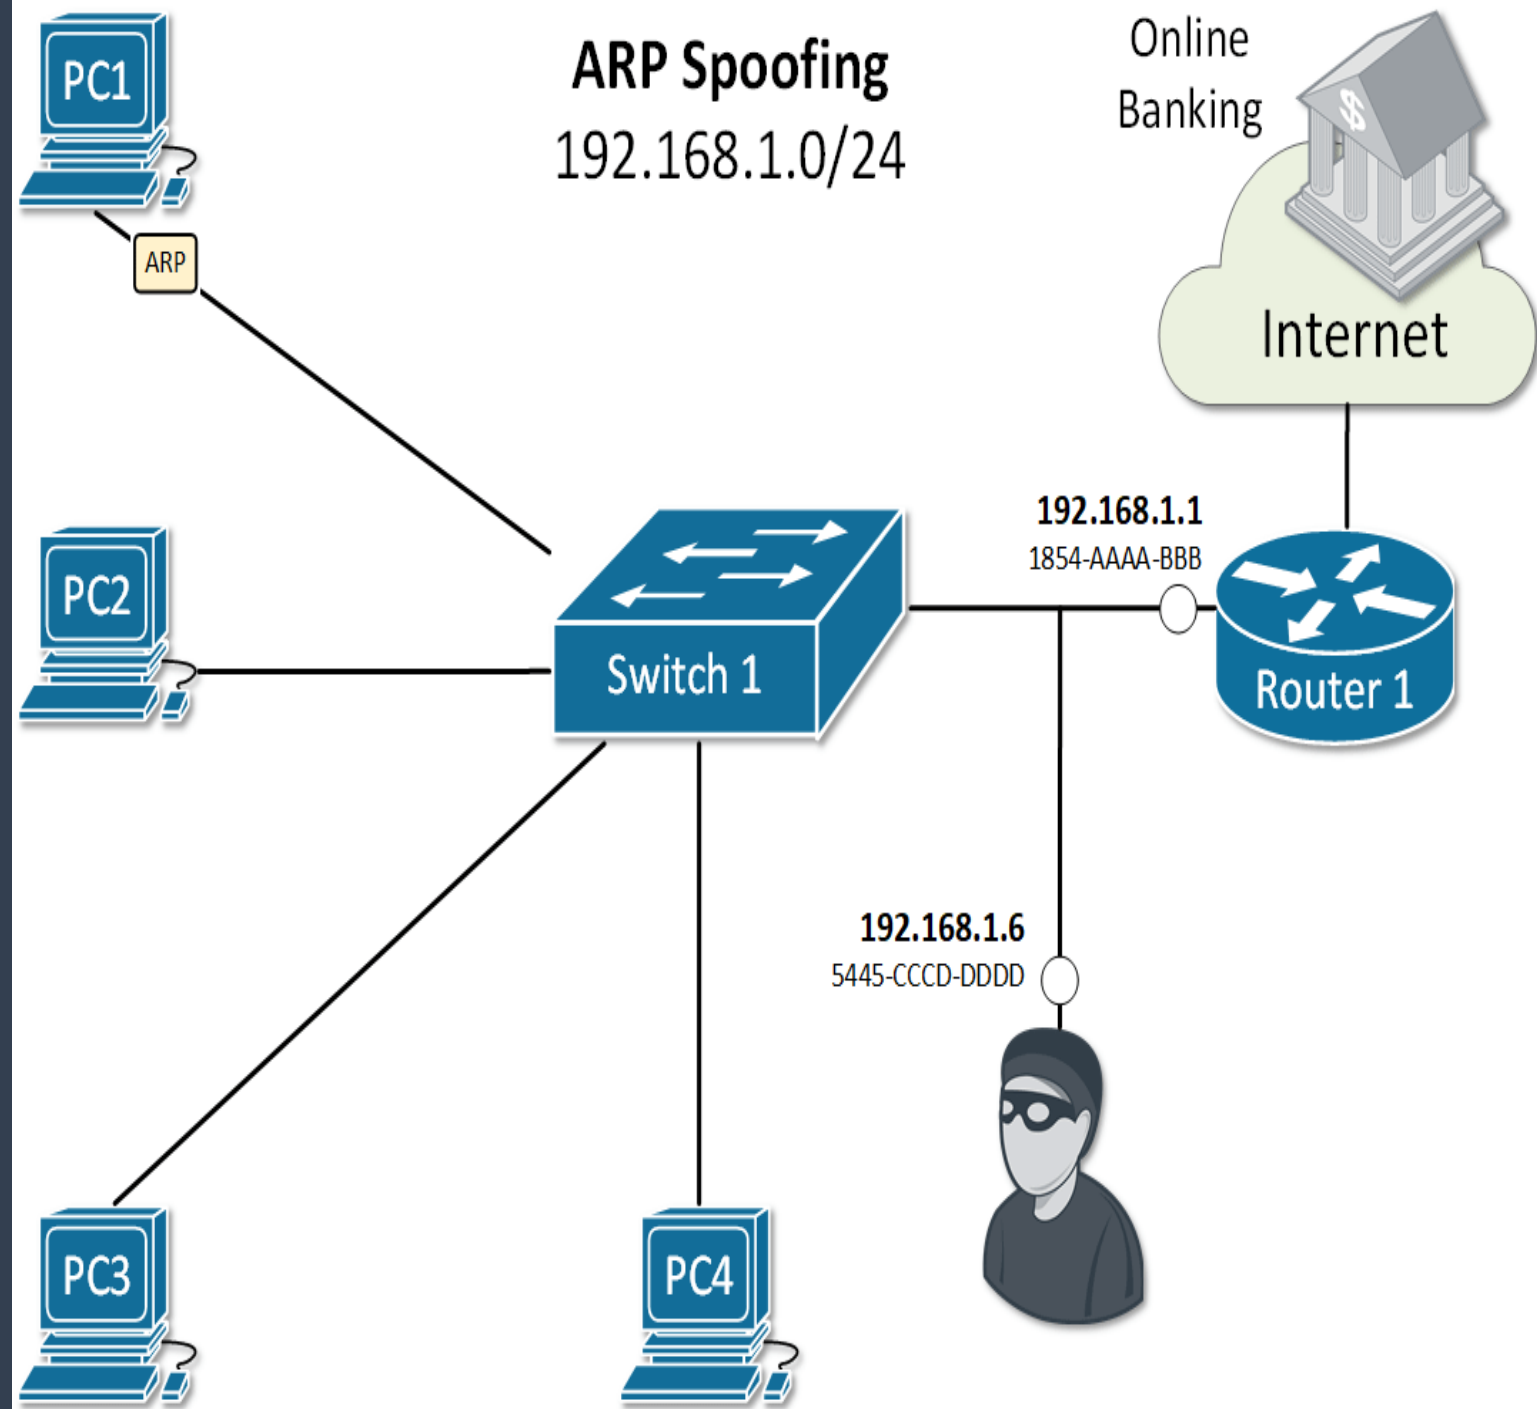 PC1
ARP Spoofing
192.168.1.0/24
Online
Banking
$
ARP
Internet
192.168.1.1
1854-AAAA-BBB
PC2
Switch 1
Router 1
192.168.1.6
5445-CCCD-DDDD
PC3
PC4